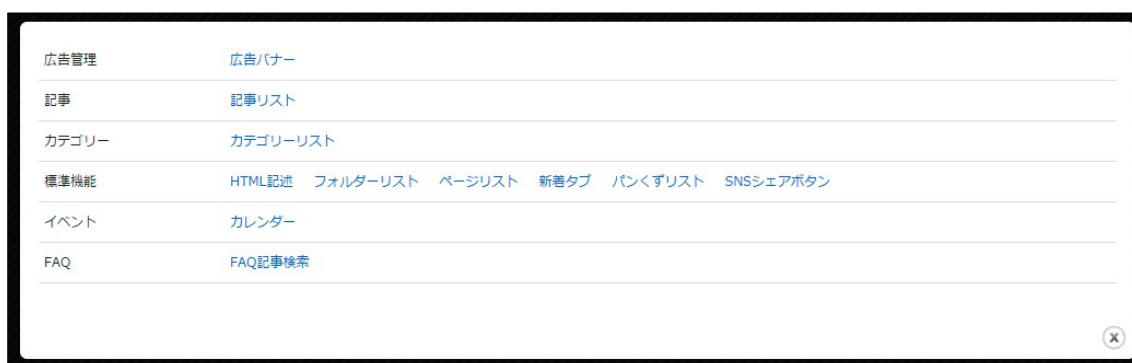 広告管理 広告バナー
記事 記事リスト
カテゴリー カテゴリーリスト
標準機能 HTML記述 フォルダーリスト ページリスト 新着タブ パンくずリスト SNSシェアボタン
イベント カレンダー
FAQ FAQ記事検索
x